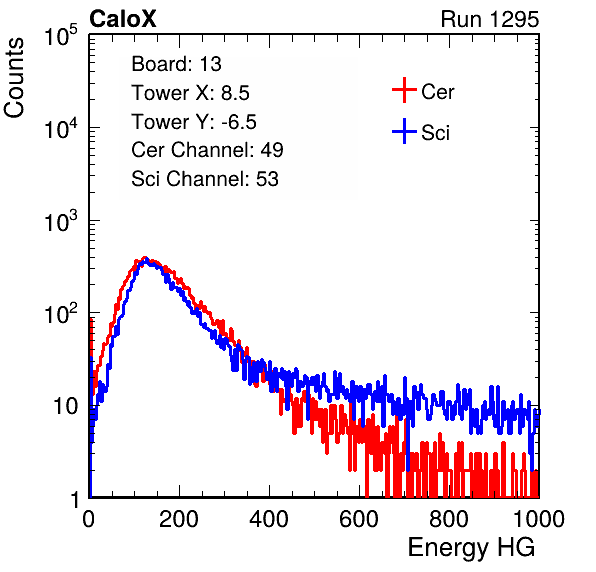 CaloX Run 1295
Counts
Board: 13
Tower X: 8.5
Tower Y: -6.5
Cer Channel: 49
Sci Channel: 53
Cer
Sci
10^5
10^4
10^3
10^2
10
1
0 200 400 600 800 1000
Energy HG